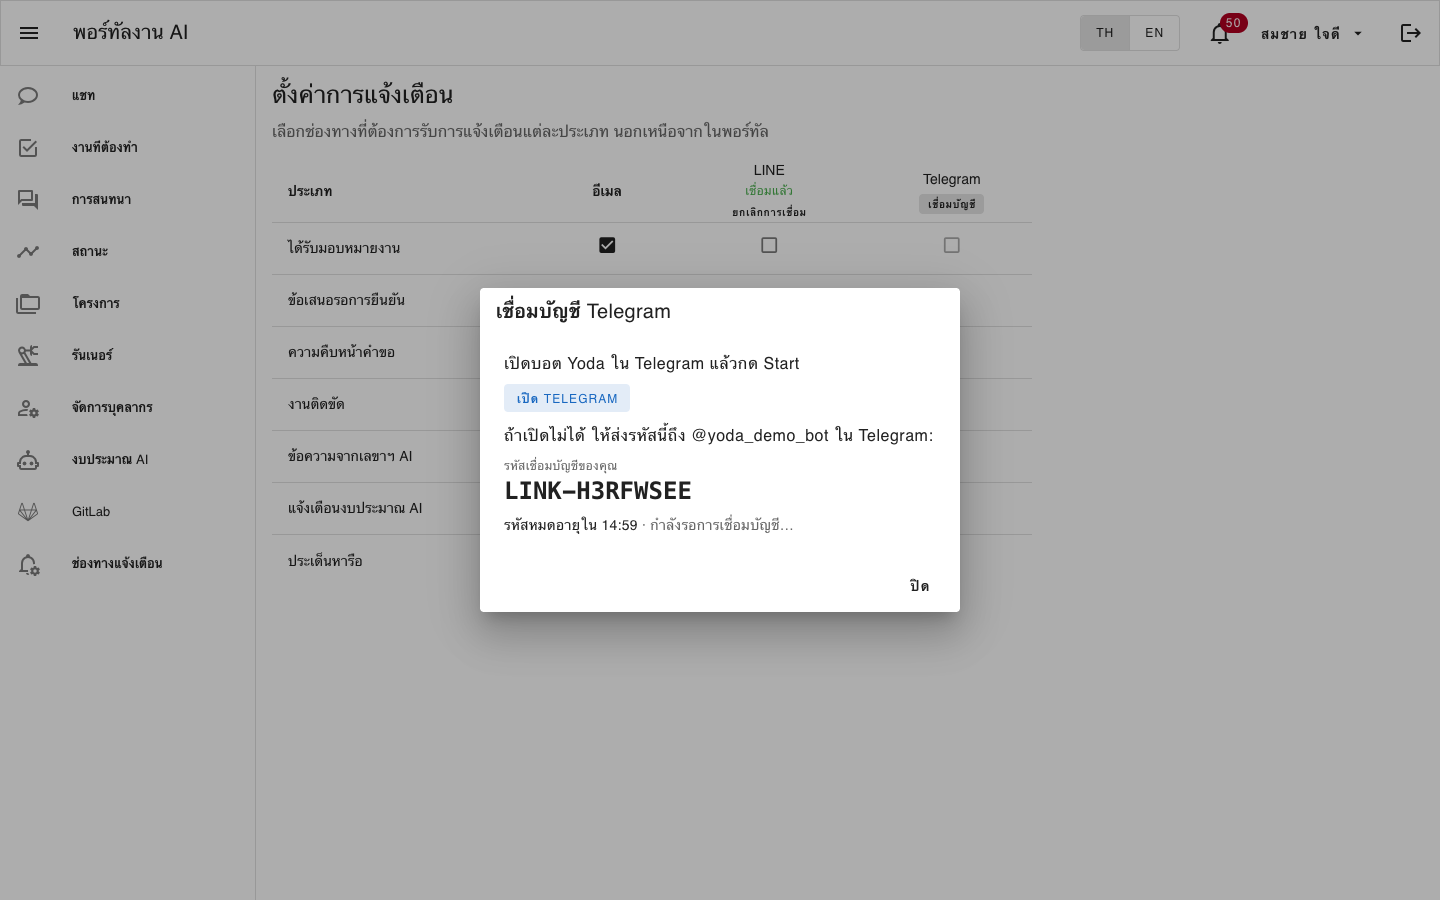 พอร์ทัลงาน AI
TH EN 50 สมชาย ใจดี
แชท
งานที่ต้องทำ
การสนทนา
สถานะ
โครงการ
รันเนอร์
จัดการบุคลากร
งบประมาณ AI
GitLab
ช่องทางแจ้งเตือน
ตั้งค่าการแจ้งเตือน
เลือกช่องทางที่ต้องการรับการแจ้งเตือนแต่ละประเภท นอกเหนือจากในพอร์ทัล
ประเภท อีเมล LINE Telegram
เชื่อมแล้ว เชื่อมบัญชี
ยกเลิกการเชื่อม
ได้รับมอบหมายงาน
ข้อเสนอรอการยืนยัน
ความคืบหน้าคำขอ
งานติดขัด
ข้อความจากเลขาฯ AI
แจ้งเตือนงบประมาณ AI
ประเด็นหารือ
เชื่อมบัญชี Telegram
เปิดบอต Yoda ใน Telegram แล้วกด Start
เปิด TELEGRAM
ถ้าเปิดไม่ได้ ให้ส่งรหัสนี้ถึง @yoda_demo_bot ใน Telegram:
รหัสเชื่อมบัญชีของคุณ
LINK-H3RFWSEE
รหัสหมดอายุใน 14:59 · กำลังรอการเชื่อมบัญชี...
ปิด